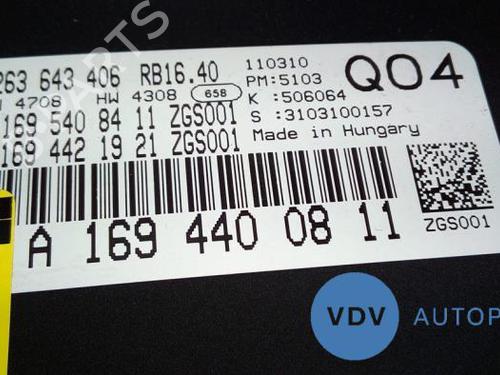 263 643 406 RB16.40
4708 HW 4308 658
169 540 84 11 ZGS001
169 442 19 21 ZGS001
A 169 440 08 11
110310
PM:5103
K :506064
S :3103100157
Made in Hungary
Q04
ZGS001
VDV AUTOP
PARTS